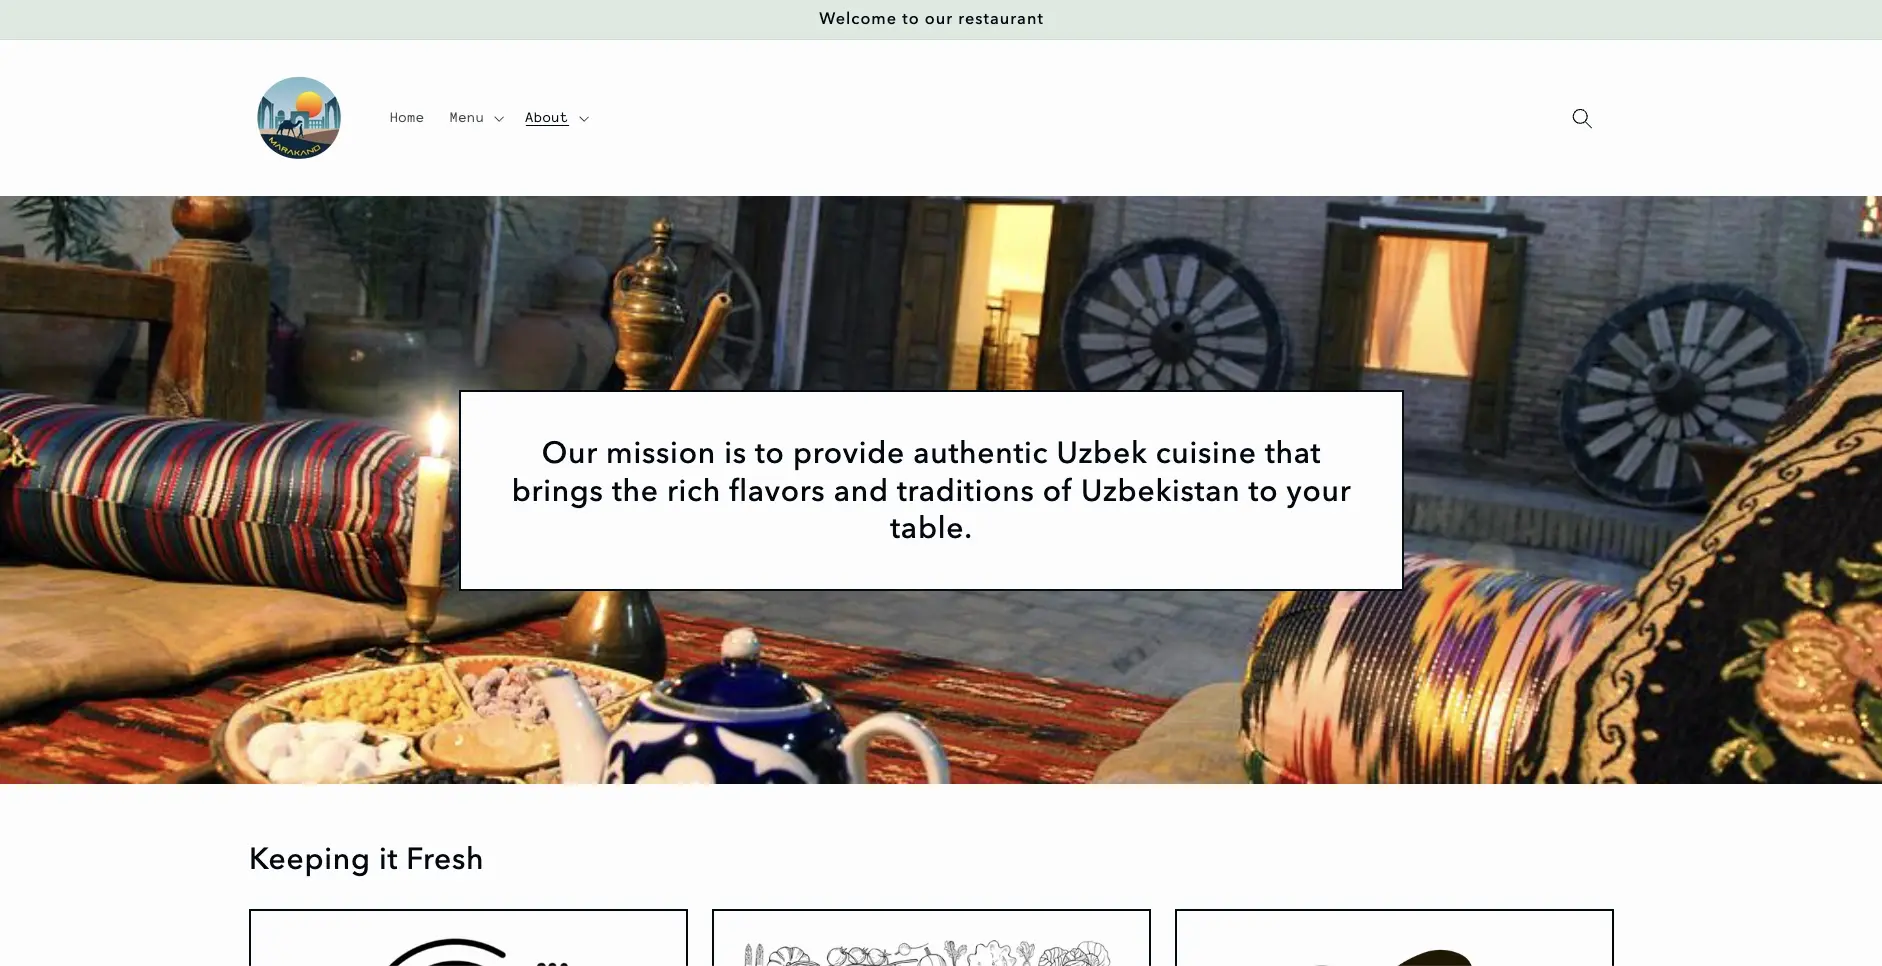 Welcome to our restaurant
MARAKAND
Home
Menu
About
Our mission is to provide authentic Uzbek cuisine that
brings the rich flavors and traditions of Uzbekistan to your
table.
Keeping it Fresh